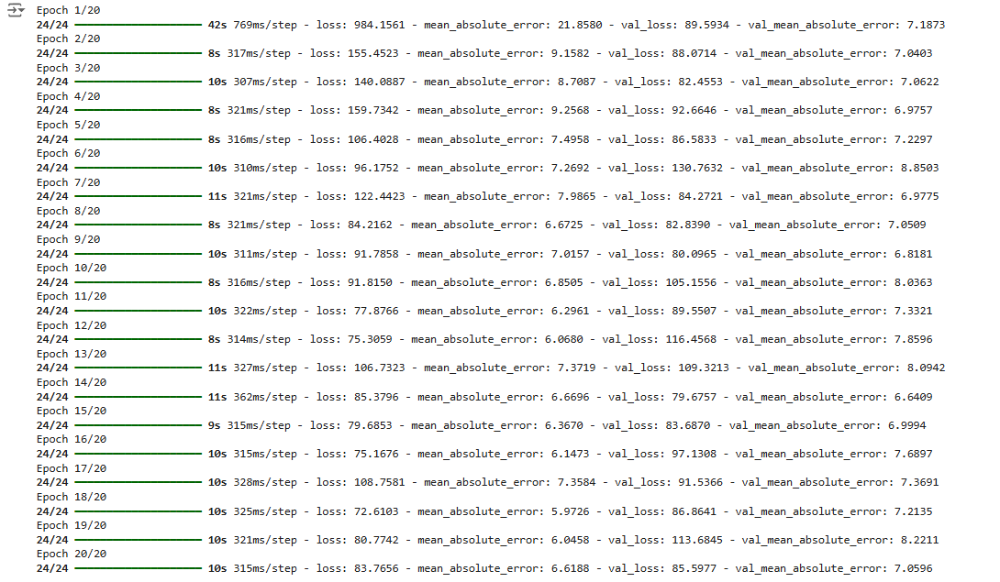 Epoch 1/20
24/24 42s 769ms/step - loss: 984.1561 - mean_absolute_error: 21.8580 - val_loss: 89.5934 - val_mean_absolute_error: 7.1873
Epoch 2/20
24/24 8s 317ms/step - loss: 155.4523 - mean_absolute_error: 9.1582 - val_loss: 88.0714 - val_mean_absolute_error: 7.0403
Epoch 3/20
24/24 10s 307ms/step - loss: 140.0887 - mean_absolute_error: 8.7087 - val_loss: 82.4553 - val_mean_absolute_error: 7.0622
Epoch 4/20
24/24 8s 321ms/step - loss: 159.7342 - mean_absolute_error: 9.2568 - val_loss: 92.6646 - val_mean_absolute_error: 6.9757
Epoch 5/20
24/24 8s 316ms/step - loss: 106.4028 - mean_absolute_error: 7.4958 - val_loss: 86.5833 - val_mean_absolute_error: 7.2297
Epoch 6/20
24/24 10s 310ms/step - loss: 96.1752 - mean_absolute_error: 7.2692 - val_loss: 130.7632 - val_mean_absolute_error: 8.8503
Epoch 7/20
24/24 11s 321ms/step - loss: 122.4423 - mean_absolute_error: 7.9865 - val_loss: 84.2721 - val_mean_absolute_error: 6.9775
Epoch 8/20
24/24 8s 321ms/step - loss: 84.2162 - mean_absolute_error: 6.6725 - val_loss: 82.8390 - val_mean_absolute_error: 7.0509
Epoch 9/20
24/24 10s 311ms/step - loss: 91.7858 - mean_absolute_error: 7.0157 - val_loss: 80.0965 - val_mean_absolute_error: 6.8181
Epoch 10/20
24/24 8s 316ms/step - loss: 91.8150 - mean_absolute_error: 6.8505 - val_loss: 105.1556 - val_mean_absolute_error: 8.0363
Epoch 11/20
24/24 10s 322ms/step - loss: 77.8766 - mean_absolute_error: 6.2961 - val_loss: 89.5507 - val_mean_absolute_error: 7.3321
Epoch 12/20
24/24 8s 314ms/step - loss: 75.3059 - mean_absolute_error: 6.0680 - val_loss: 116.4568 - val_mean_absolute_error: 7.8596
Epoch 13/20
24/24 11s 327ms/step - loss: 106.7323 - mean_absolute_error: 7.3719 - val_loss: 109.3213 - val_mean_absolute_error: 8.0942
Epoch 14/20
24/24 11s 362ms/step - loss: 85.3796 - mean_absolute_error: 6.6696 - val_loss: 79.6757 - val_mean_absolute_error: 6.6409
Epoch 15/20
24/24 9s 315ms/step - loss: 79.6853 - mean_absolute_error: 6.3670 - val_loss: 83.6870 - val_mean_absolute_error: 6.9994
Epoch 16/20
24/24 10s 315ms/step - loss: 75.1676 - mean_absolute_error: 6.1473 - val_loss: 97.1308 - val_mean_absolute_error: 7.6897
Epoch 17/20
24/24 10s 328ms/step - loss: 108.7581 - mean_absolute_error: 7.3584 - val_loss: 91.5366 - val_mean_absolute_error: 7.3691
Epoch 18/20
24/24 10s 325ms/step - loss: 72.6103 - mean_absolute_error: 5.9726 - val_loss: 86.8641 - val_mean_absolute_error: 7.2135
Epoch 19/20
24/24 10s 321ms/step - loss: 80.7742 - mean_absolute_error: 6.0458 - val_loss: 113.6845 - val_mean_absolute_error: 8.2211
Epoch 20/20
24/24 10s 315ms/step - loss: 83.7656 - mean_absolute_error: 6.6188 - val_loss: 85.5977 - val_mean_absolute_error: 7.0596